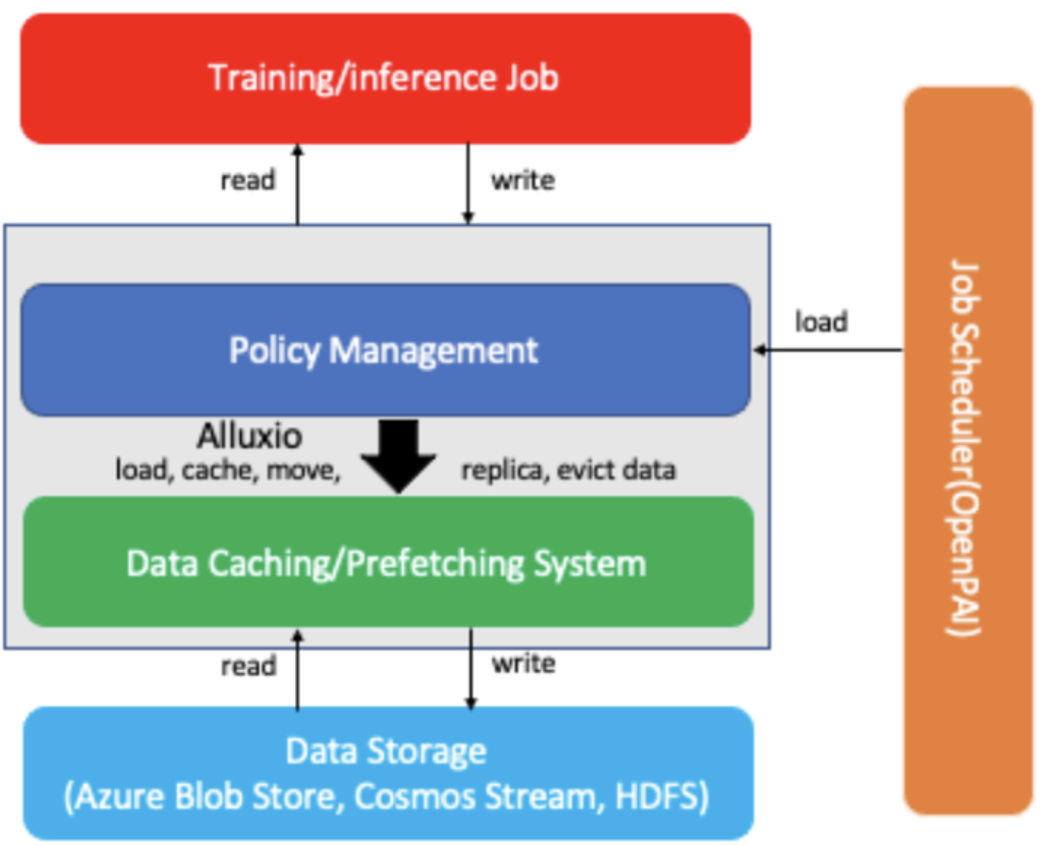 Training/inference Job
read
write
Policy Management
load
Alluxio
load, cache, move,
replica, evict data
Data Caching/Prefetching System
read
write
Data Storage
(Azure Blob Store, Cosmos Stream, HDFS)
Job Scheduler(OpenPAI)